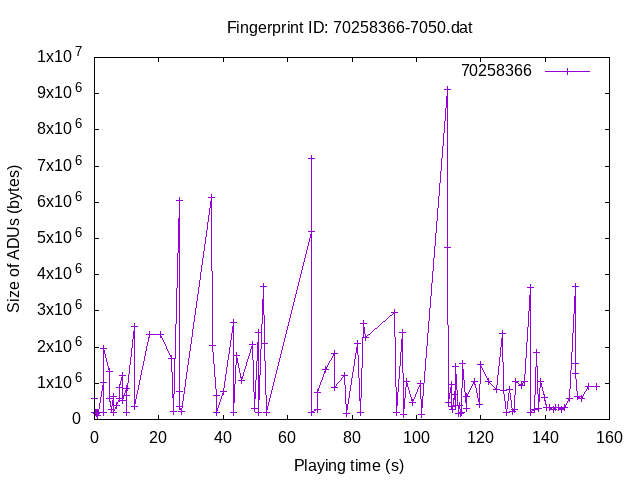 Fingerprint ID: 70258366-7050.dat
70258366
Size of ADUs (bytes)
1x10^7
9x10^6
8x10^6
7x10^6
6x10^6
5x10^6
4x10^6
3x10^6
2x10^6
1x10^6
0
0 20 40 60 80 100 120 140 160
Playing time (s)